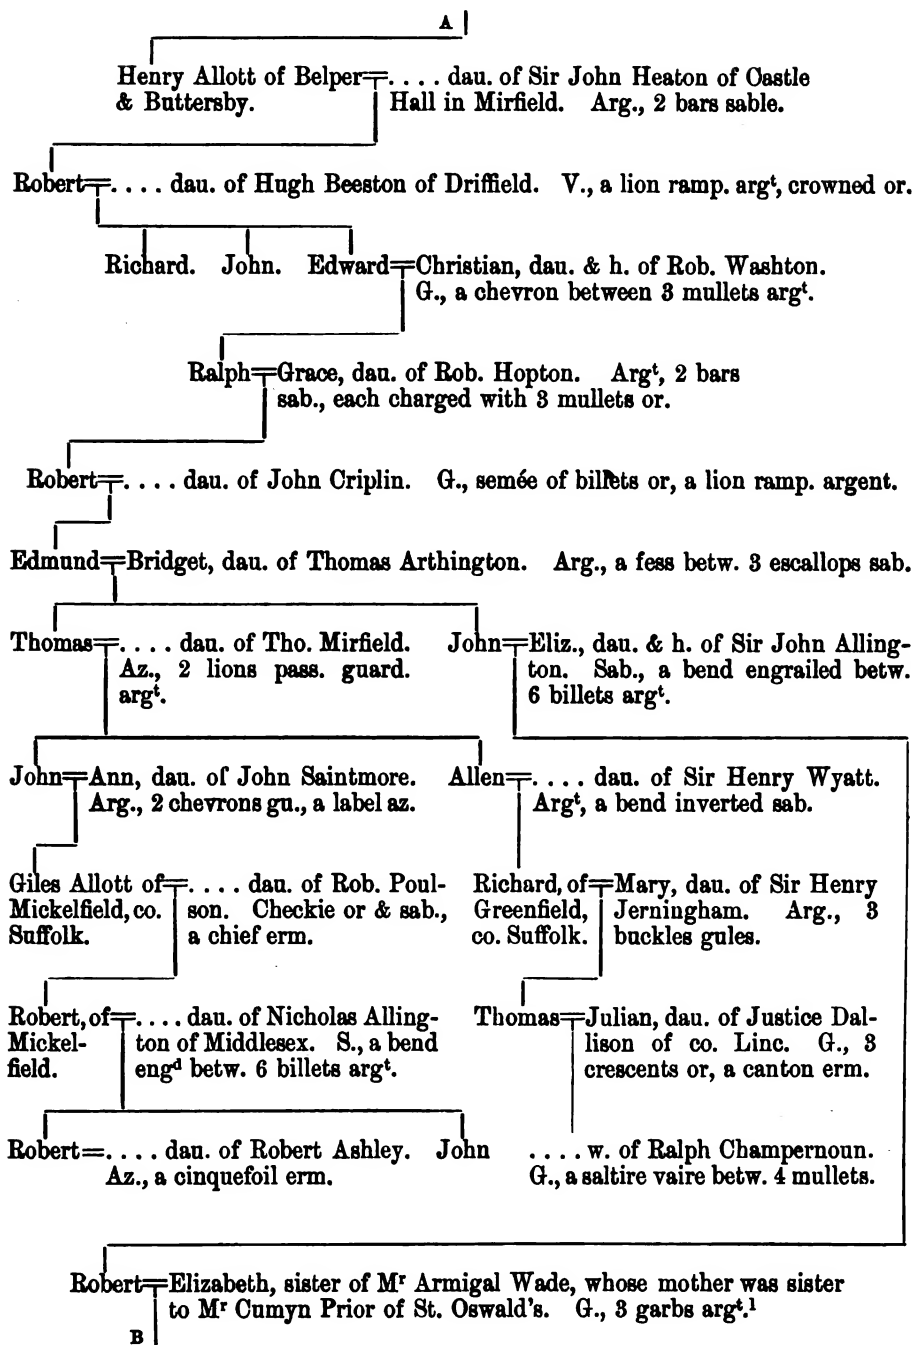 A
Henry Allott of Belper=. . . . dau. of Sir John Heaton of Castle
& Buttersby. Hall in Mirfield. Arg., 2 bars sable.
Robert=. . . . dau. of Hugh Beeston of Driffield. V., a lion ramp. argᵗ, crowned or.
Richard. John. Edward=Christian, dau. & h. of Rob. Washton.
G., a chevron between 3 mullets argᵗ.
Ralph=Grace, dau. of Rob. Hopton. Argᵗ, 2 bars
sab., each charged with 3 mullets or.
Robert=. . . . dau. of John Criplin. G., semée of billets or, a lion ramp. argent.
Edmund=Bridget, dau. of Thomas Arthington. Arg., a fess betw. 3 escallops sab.
Thomas=. . . . dau. of Tho. Mirfield.
Az., 2 lions pass. guard.
argᵗ.
John=Eliz., dau. & h. of Sir John Alling-
ton. Sab., a bend engrailed betw.
6 billets argᵗ.
John=Ann, dau. of John Saintmore.
Arg., 2 chevrons gu., a label az.
Allen=. . . . dau. of Sir Henry Wyatt.
Argᵗ, a bend inverted sab.
Giles Allott of=. . . . dau. of Rob. Poul-
Mickelfield, co. son. Checkie or & sab.,
Suffolk. a chief erm.
Richard, of=Mary, dau. of Sir Henry
Greenfield, Jerningham. Arg., 3
co. Suffolk. buckles gules.
Robert, of=. . . . dau. of Nicholas Alling-
Mickel- ton of Middlesex. S., a bend
field. engᵈ betw. 6 billets argᵗ.
Thomas=Julian, dau. of Justice Dal-
lison of co. Linc. G., 3
crescents or, a canton erm.
Robert=. . . . dau. of Robert Ashley. John
Az., a cinquefoil erm.
. . . . w. of Ralph Champernoun.
G., a saltire vaire betw. 4 mullets.
Robert=Elizabeth, sister of Mʳ Armigal Wade, whose mother was sister
to Mʳ Cumyn Prior of St. Oswald's. G., 3 garbs argᵗ.¹
B